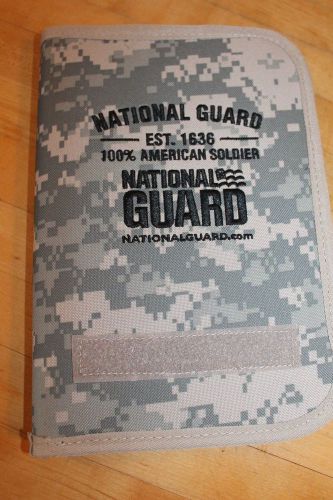 NATIONAL GUARD
EST. 1636
100% AMERICAN SOLDIER
NATIONAL
GUARD
NATIONALGUARD.com